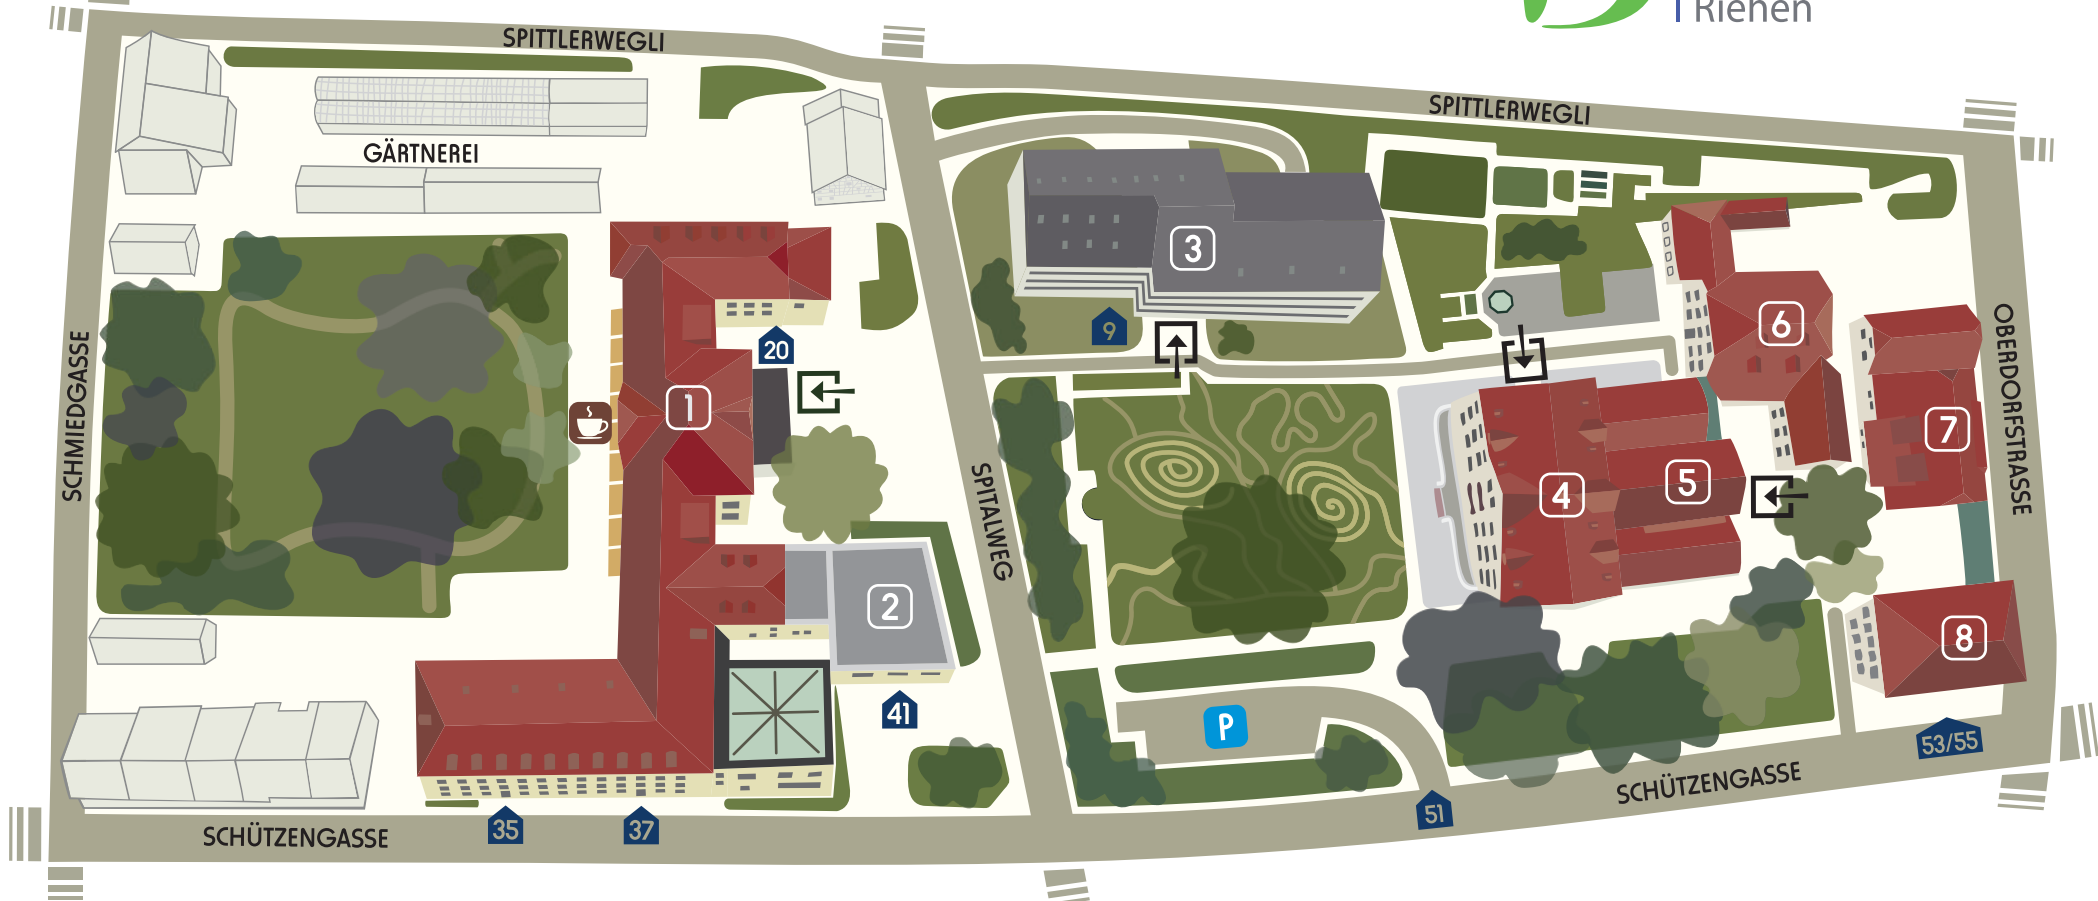 Riehen
SPITTLERWEGLI
SPITTLERWEGLI
GÄRTNEREI
3
9
6
20
1
7
SCHMIEDGASSE
OBERDORFSTRASSE
5
4
SPITALWEG
2
8
41
P
53/55
SCHÜTZENGASSE
51
35
37
SCHÜTZENGASSE